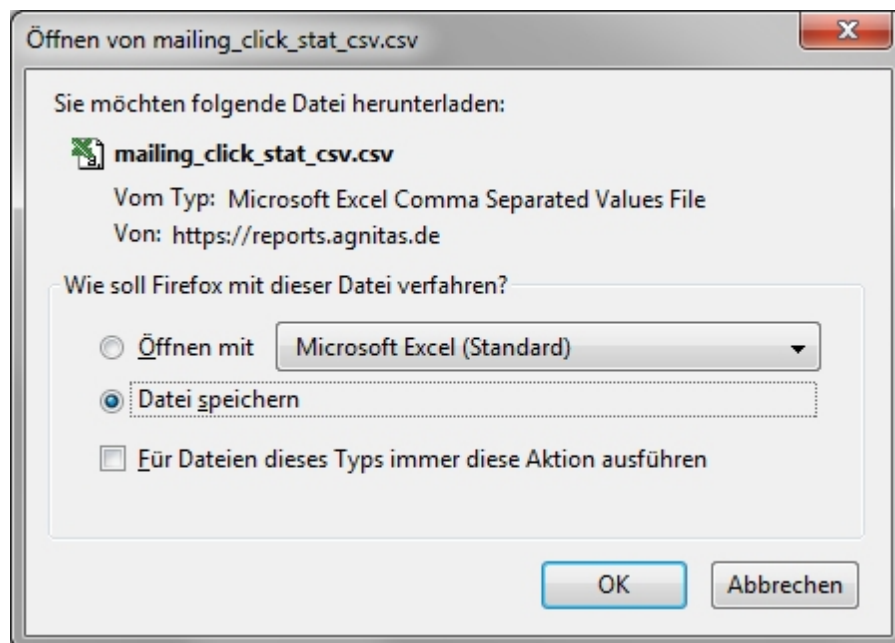 Öffnen von mailing_click_stat_csv.csv
Sie möchten folgende Datei herunterladen:
mailing_click_stat_csv.csv
Vom Typ: Microsoft Excel Comma Separated Values File
Von: https://reports.agnitas.de
Wie soll Firefox mit dieser Datei verfahren?
Öffnen mit Microsoft Excel (Standard)
Datei speichern
Für Dateien dieses Typs immer diese Aktion ausführen
OK Abbrechen